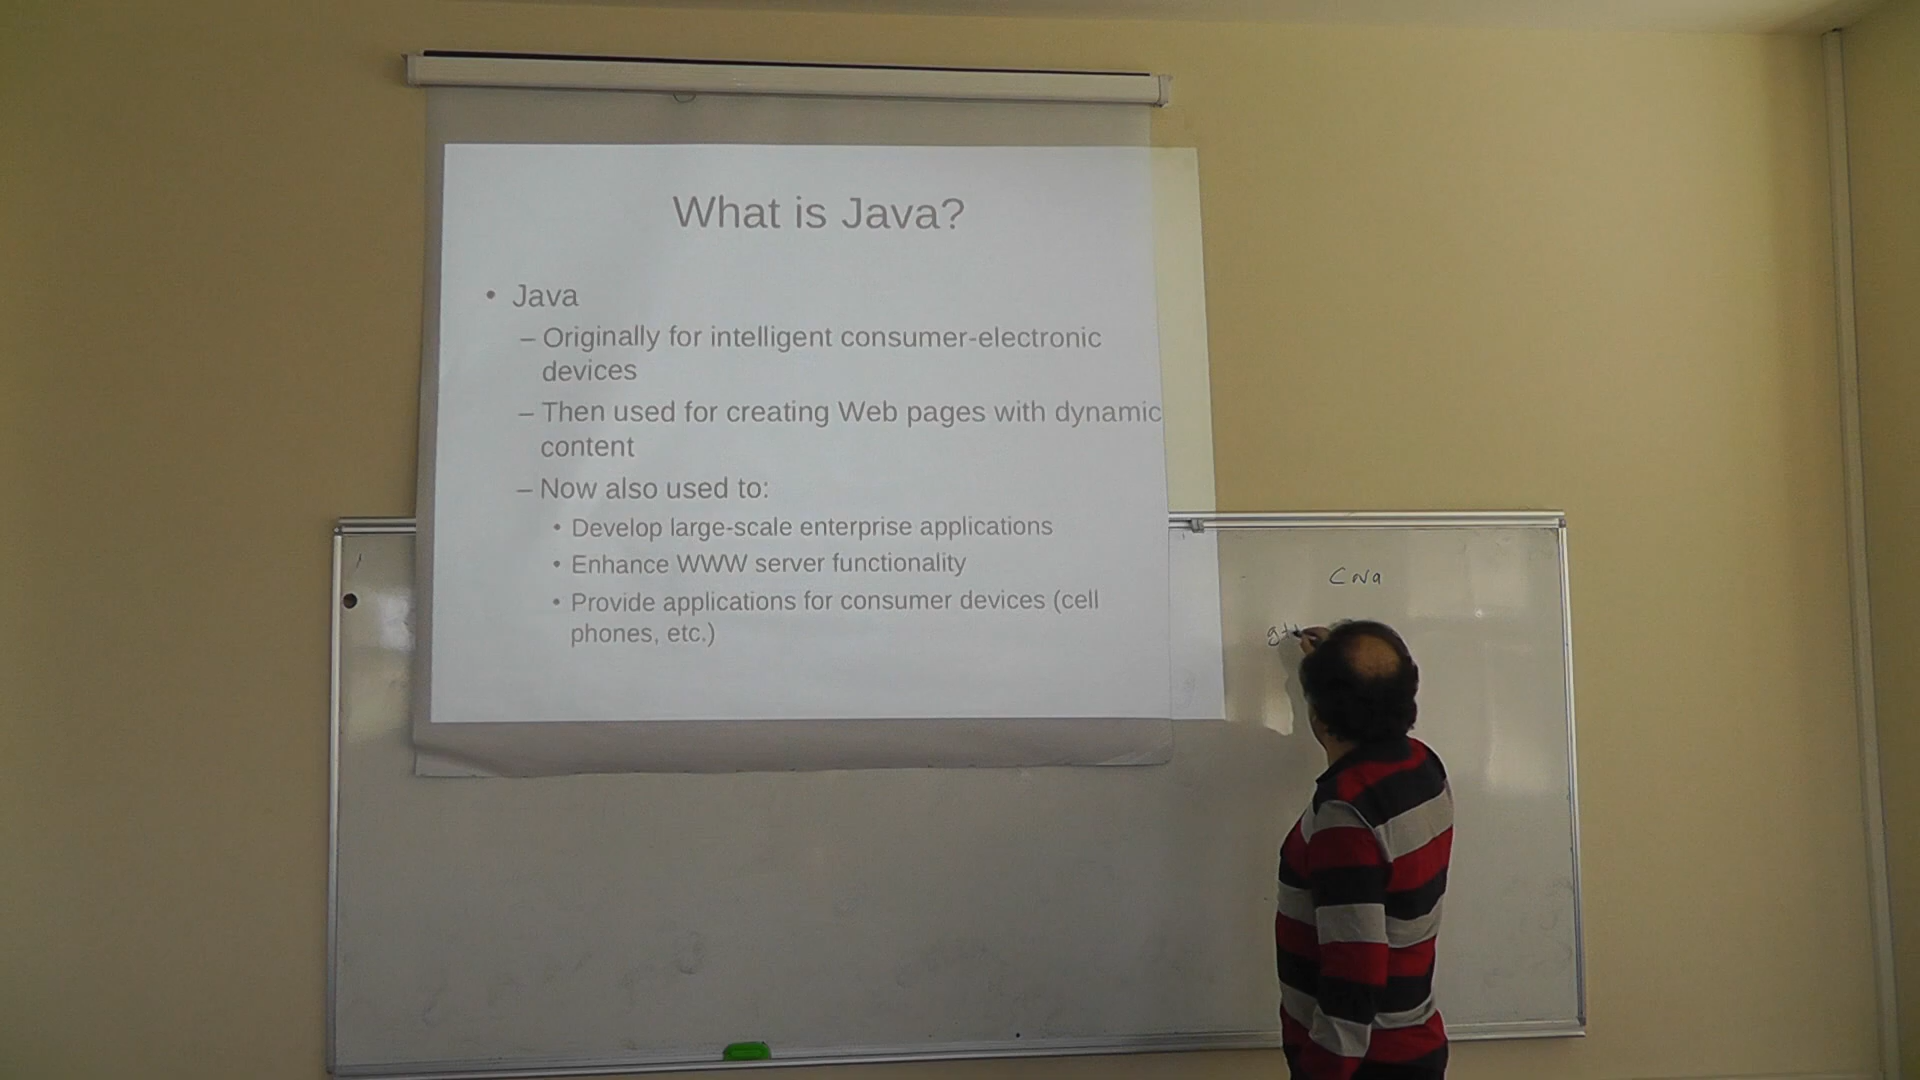 What is Java?
• Java
– Originally for intelligent consumer-electronic
devices
– Then used for creating Web pages with dynamic
content
– Now also used to:
• Develop large-scale enterprise applications
• Enhance WWW server functionality
• Provide applications for consumer devices (cell
phones, etc.)